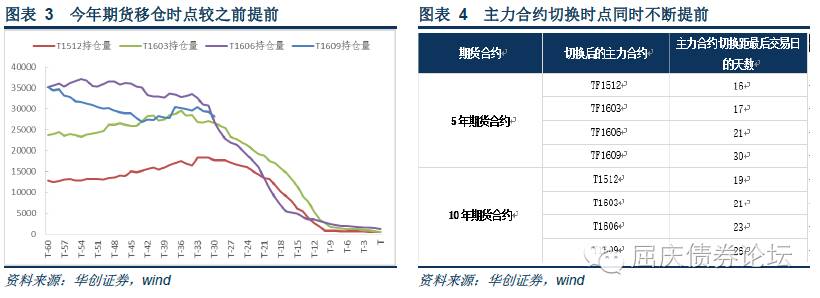 图表 3 今年期货移仓时点较之前提前
T1512持仓量 T1603持仓量 T1606持仓量 T1609持仓量
40000
35000
30000
25000
20000
15000
10000
5000
0
T-60 T-57 T-54 T-51 T-48 T-45 T-42 T-39 T-36 T-33 T-30 T-27 T-24 T-21 T-18 T-15 T-12 T-9 T-6 T-3 T
资料来源：华创证券，wind
图表 4 主力合约切换时点同时不断提前
期货合约 切换后的主力合约 主力合约切换距最后交易日
的天数
5年期货合约
TF1512 16
TF1603 17
TF1606 21
TF1609 30
10年期货合约
T1512 19
T1603 21
T1606 23
屈庆债券论坛
资料来源：华创证券，wind